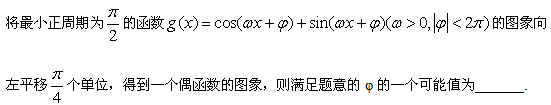 将最小正周期为π/2的函数g(x)=cos(ωx+φ)+sin(ωx+φ)(ω>0,|φ|<2π)的图象向
左平移π/4个单位，得到一个偶函数的图象，则满足题意的φ的一个可能值为______.